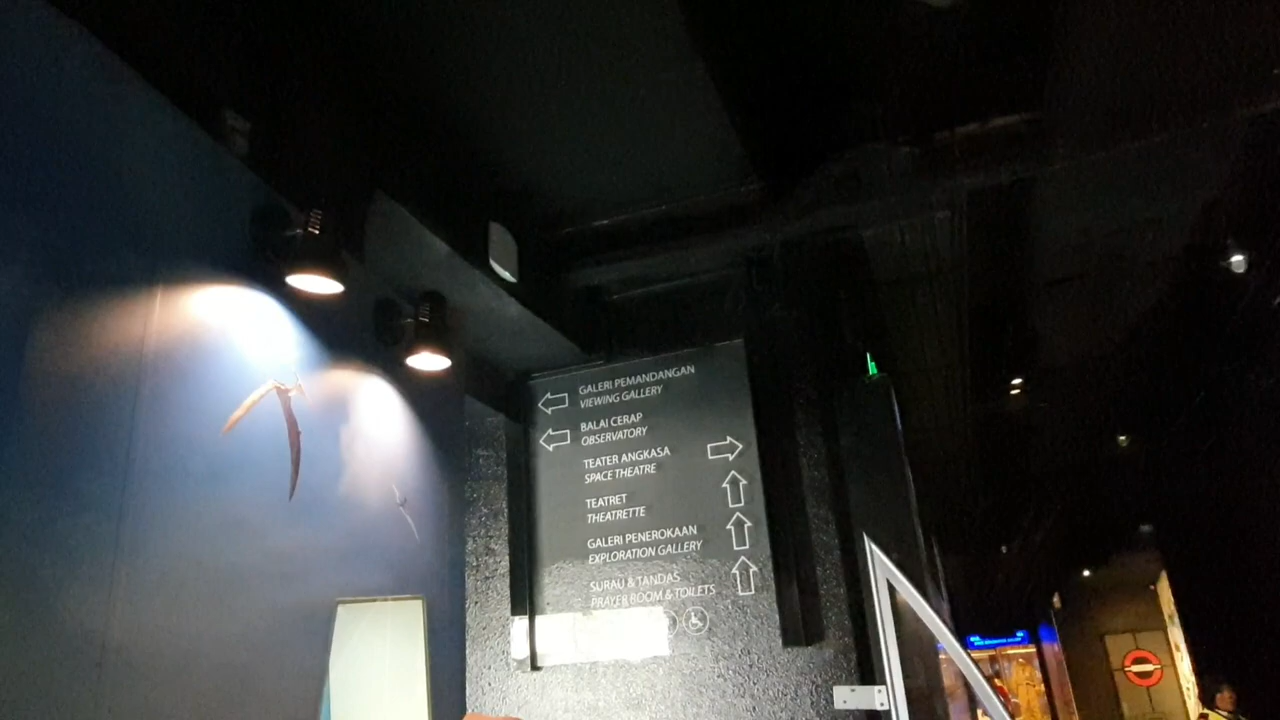 GALERI PEMANDANGAN
VIEWING GALLERY
BALAI CERAP
OBSERVATORY
TEATER ANGKASA
SPACE THEATRE
TEATRET
THEATRETTE
GALERI PENEROKAAN
EXPLORATION GALLERY
SURAU & TANDAS
PRAYER ROOM & TOILETS